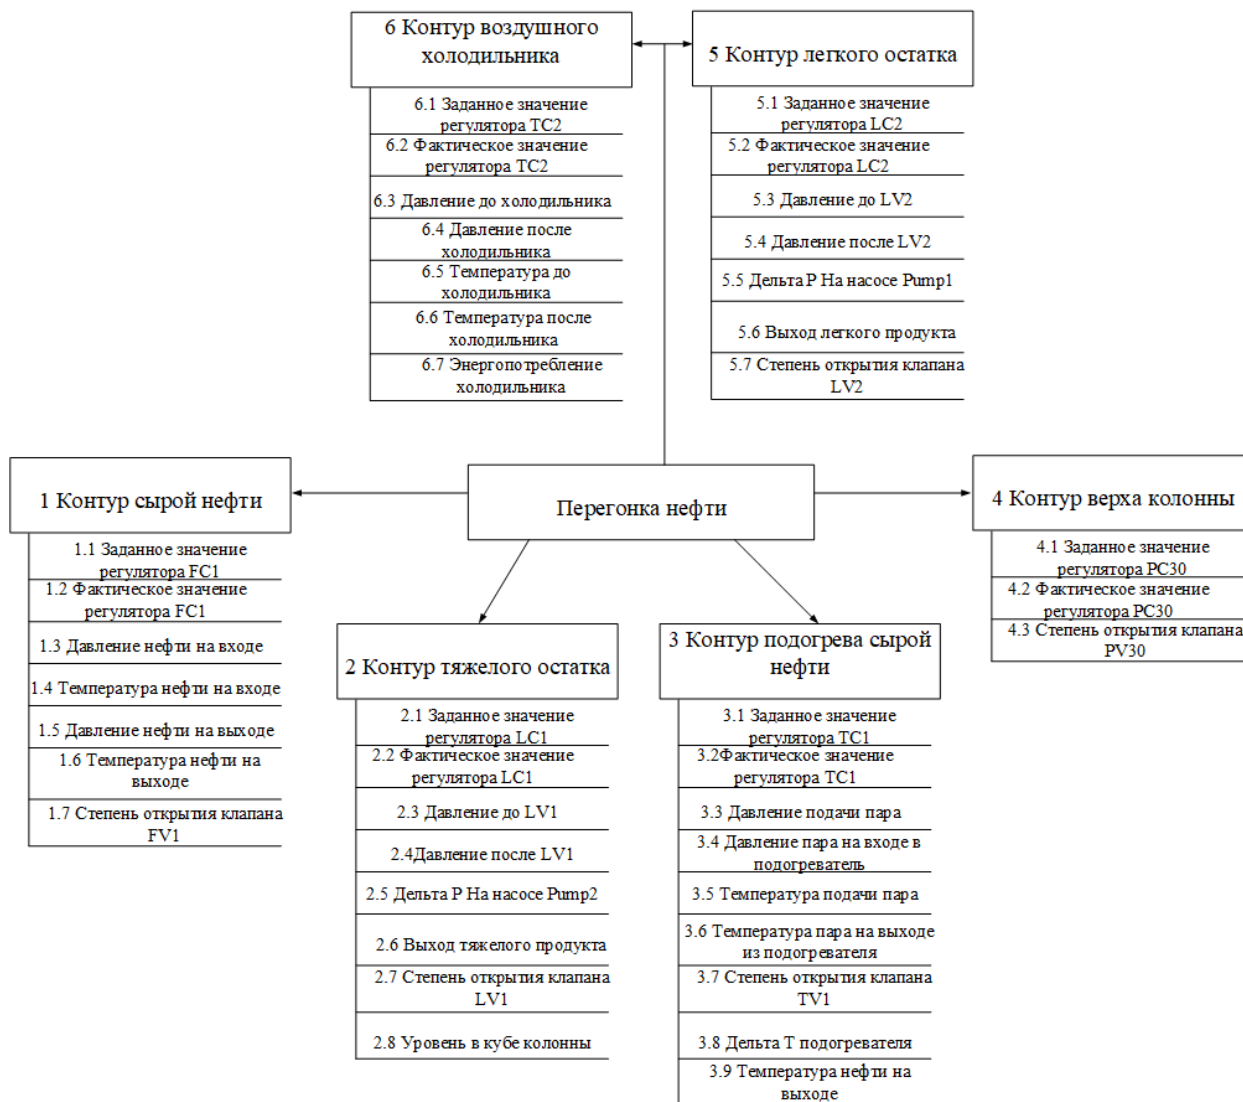 6 Контур воздушного
холодильника
6.1 Заданное значение
регулятора TC2
6.2 Фактическое значение
регулятора TC2
6.3 Давление до холодильника
6.4 Давление после
холодильника
6.5 Температура до
холодильника
6.6 Температура после
холодильника
6.7 Энергопотребление
холодильника
5 Контур легкого остатка
5.1 Заданное значение
регулятора LC2
5.2 Фактическое значение
регулятора LC2
5.3 Давление до LV2
5.4 Давление после LV2
5.5 Дельта P На насосе Pump1
5.6 Выход легкого продукта
5.7 Степень открытия клапана
LV2
1 Контур сырой нефти
1.1 Заданное значение
регулятора FC1
1.2 Фактическое значение
регулятора FC1
1.3 Давление нефти на входе
1.4 Температура нефти на входе
1.5 Давление нефти на выходе
1.6 Температура нефти на
выходе
1.7 Степень открытия клапана
FV1
Перегонка нефти
4 Контур верха колонны
4.1 Заданное значение
регулятора PC30
4.2 Фактическое значение
регулятора PC30
4.3 Степень открытия клапана
PV30
2 Контур тяжелого остатка
2.1 Заданное значение
регулятора LC1
2.2 Фактическое значение
регулятора LC1
2.3 Давление до LV1
2.4Давление после LV1
2.5 Дельта P На насосе Pump2
2.6 Выход тяжелого продукта
2.7 Степень открытия клапана
LV1
2.8 Уровень в кубе колонны
3 Контур подогрева сырой
нефти
3.1 Заданное значение
регулятора TC1
3.2Фактическое значение
регулятора TC1
3.3 Давление подачи пара
3.4 Давление пара на входе в
подогреватель
3.5 Температура подачи пара
3.6 Температура пара на выходе
из подогревателя
3.7 Степень открытия клапана
TV1
3.8 Дельта T подогревателя
3.9 Температура нефти на
выходе